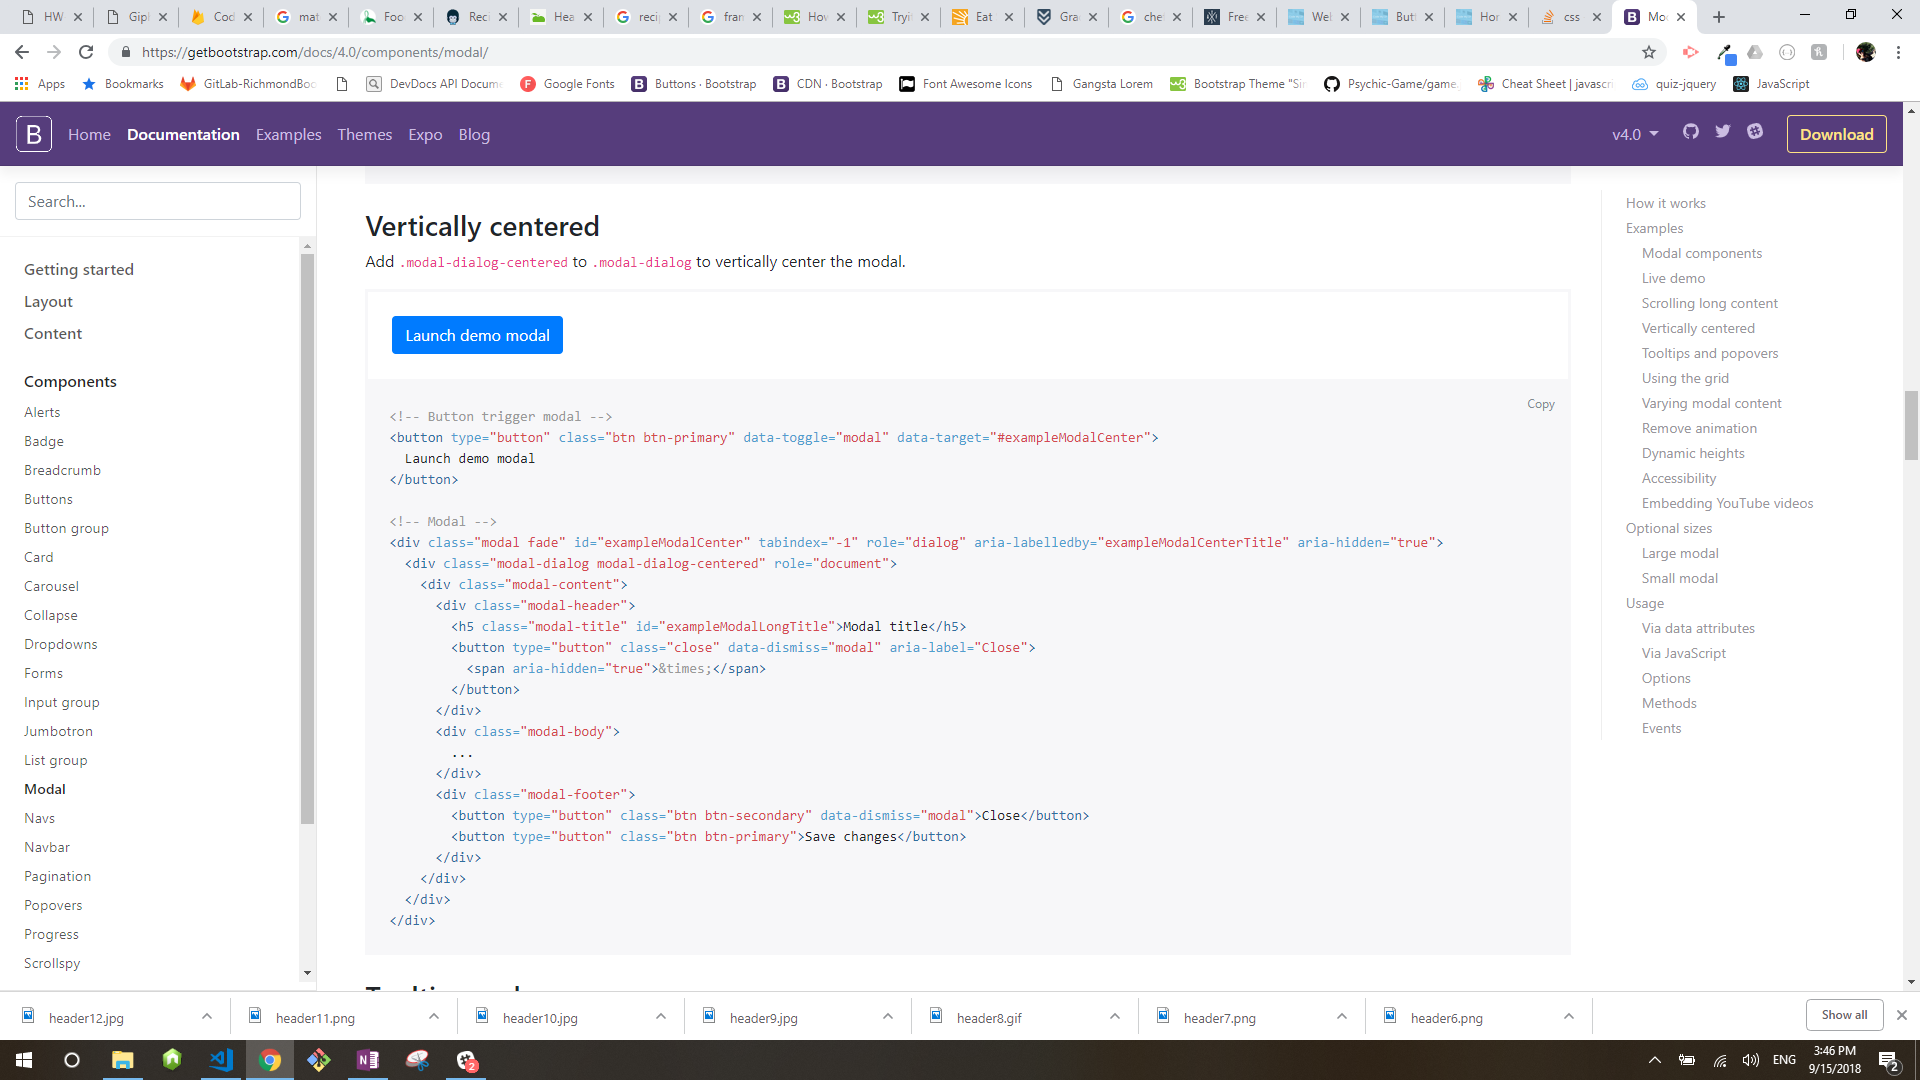 HW
Giph
Cod
mat
Foo
Reci
Hea
recip
fran
How
Tryit
Eat
Gra
che
Free
Wel
Butt
Hor
css
Mod
https://getbootstrap.com/docs/4.0/components/modal/
Apps
Bookmarks
GitLab-RichmondBoo
DevDocs API Docume
Google Fonts
Buttons · Bootstrap
CDN · Bootstrap
Font Awesome Icons
Gangsta Lorem
Bootstrap Theme "Sim
Psychic-Game/game.
Cheat Sheet | javascri
quiz-jquery
JavaScript
B Home Documentation Examples Themes Expo Blog v4.0 Download
Search...
Getting started
Layout
Content
Components
Alerts
Badge
Breadcrumb
Buttons
Button group
Card
Carousel
Collapse
Dropdowns
Forms
Input group
Jumbotron
List group
Modal
Navs
Navbar
Pagination
Popovers
Progress
Scrollspy
Vertically centered
Add .modal-dialog-centered to .modal-dialog to vertically center the modal.
Launch demo modal
Copy
<!-- Button trigger modal -->
<button type="button" class="btn btn-primary" data-toggle="modal" data-target="#exampleModalCenter">
  Launch demo modal
</button>

<!-- Modal -->
<div class="modal fade" id="exampleModalCenter" tabindex="-1" role="dialog" aria-labelledby="exampleModalCenterTitle" aria-hidden="true">
  <div class="modal-dialog modal-dialog-centered" role="document">
    <div class="modal-content">
      <div class="modal-header">
        <h5 class="modal-title" id="exampleModalLongTitle">Modal title</h5>
        <button type="button" class="close" data-dismiss="modal" aria-label="Close">
          <span aria-hidden="true">&times;</span>
        </button>
      </div>
      <div class="modal-body">
        ...
      </div>
      <div class="modal-footer">
        <button type="button" class="btn btn-secondary" data-dismiss="modal">Close</button>
        <button type="button" class="btn btn-primary">Save changes</button>
      </div>
    </div>
  </div>
</div>
How it works
Examples
Modal components
Live demo
Scrolling long content
Vertically centered
Tooltips and popovers
Using the grid
Varying modal content
Remove animation
Dynamic heights
Accessibility
Embedding YouTube videos
Optional sizes
Large modal
Small modal
Usage
Via data attributes
Via JavaScript
Options
Methods
Events
header12.jpg
header11.png
header10.jpg
header9.jpg
header8.gif
header7.png
header6.png
Show all
2
ENG
3:46 PM
9/15/2018
2